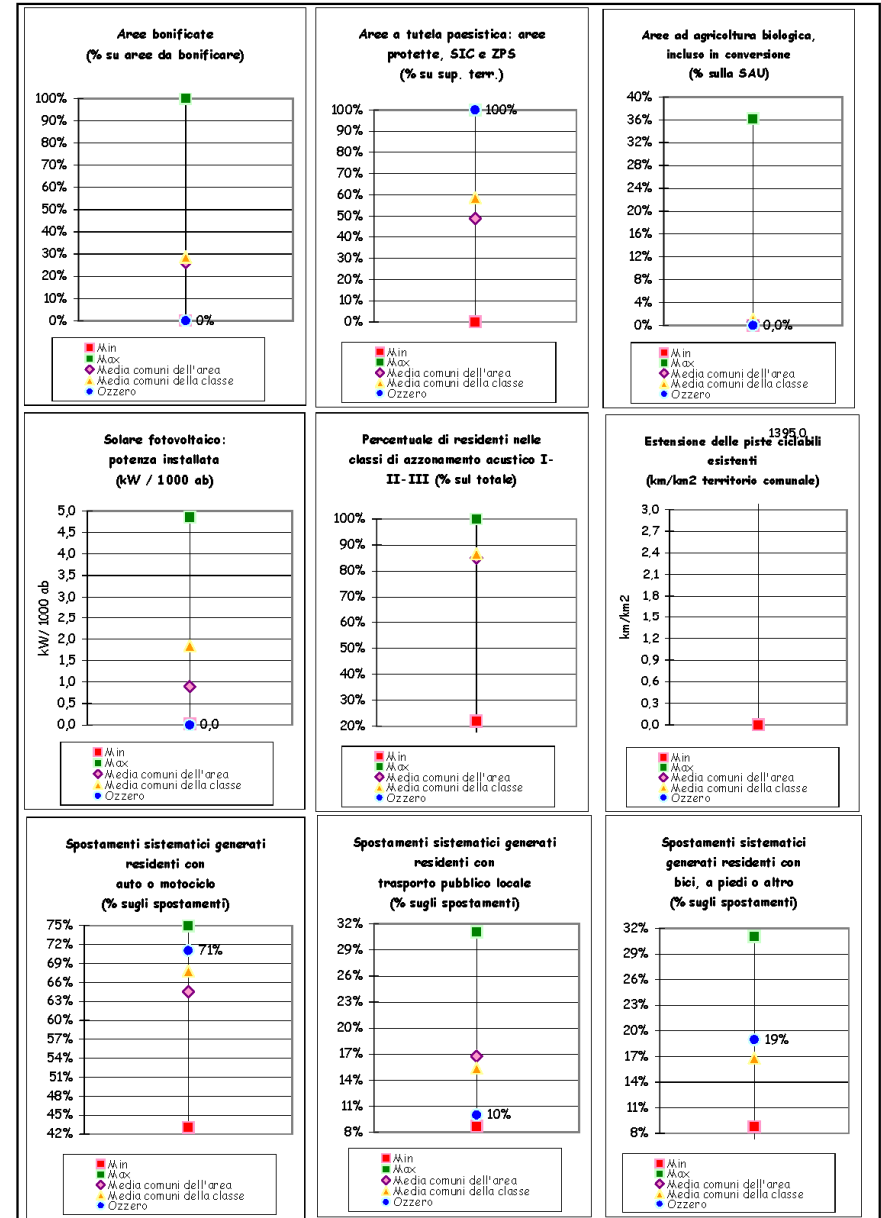 Aree bonificate
(% su aree da bonificare)
100%
90%
80%
70%
60%
50%
40%
30%
20%
10%
0%
0%
Min
Max
Media comuni dell'area
Media comuni della classe
Ozzero
Aree a tutela paesistica: aree
protette, SIC e ZPS
(% su sup. terr.)
100%
90%
80%
70%
60%
50%
40%
30%
20%
10%
0%
100%
Min
Max
Media comuni dell'area
Media comuni della classe
Ozzero
Aree ad agricoltura biologica,
incluso in conversione
(% sulla SAU)
40%
36%
32%
28%
24%
20%
16%
12%
8%
4%
0%
0,0%
Min
Max
Media comuni dell'area
Media comuni della classe
Ozzero
Solare fotovoltaico:
potenza installata
(kW / 1000 ab)
kW/ 1000 ab
5,0
4,5
4,0
3,5
3,0
2,5
2,0
1,5
1,0
0,5
0,0
0,0
Min
Max
Media comuni dell'area
Media comuni della classe
Ozzero
Percentuale di residenti nelle
classi di azzonamento acustico I-
II-III (% sul totale)
100%
90%
80%
70%
60%
50%
40%
30%
20%
Min
Max
Media comuni dell'area
Media comuni della classe
Ozzero
1395,0
Estensione delle piste ciclabili
esistenti
(km/km2 territorio comunale)
km/km2
3,0
2,7
2,4
2,1
1,8
1,5
1,2
0,9
0,6
0,3
0,0
Min
Max
Media comuni dell'area
Media comuni della classe
Ozzero
Spostamenti sistematici generati
residenti con
auto o motociclo
(% sugli spostamenti)
75%
72%
69%
66%
63%
60%
57%
54%
51%
48%
45%
42%
71%
Min
Max
Media comuni dell'area
Media comuni della classe
Ozzero
Spostamenti sistematici generati
residenti con
trasporto pubblico locale
(% sugli spostamenti)
32%
29%
26%
23%
20%
17%
14%
11%
8%
10%
Min
Max
Media comuni dell'area
Media comuni della classe
Ozzero
Spostamenti sistematici
generati residenti con
bici, a piedi o altro
(% sugli spostamenti)
32%
29%
26%
23%
20%
17%
14%
11%
8%
19%
Min
Max
Media comuni dell'area
Media comuni della classe
Ozzero